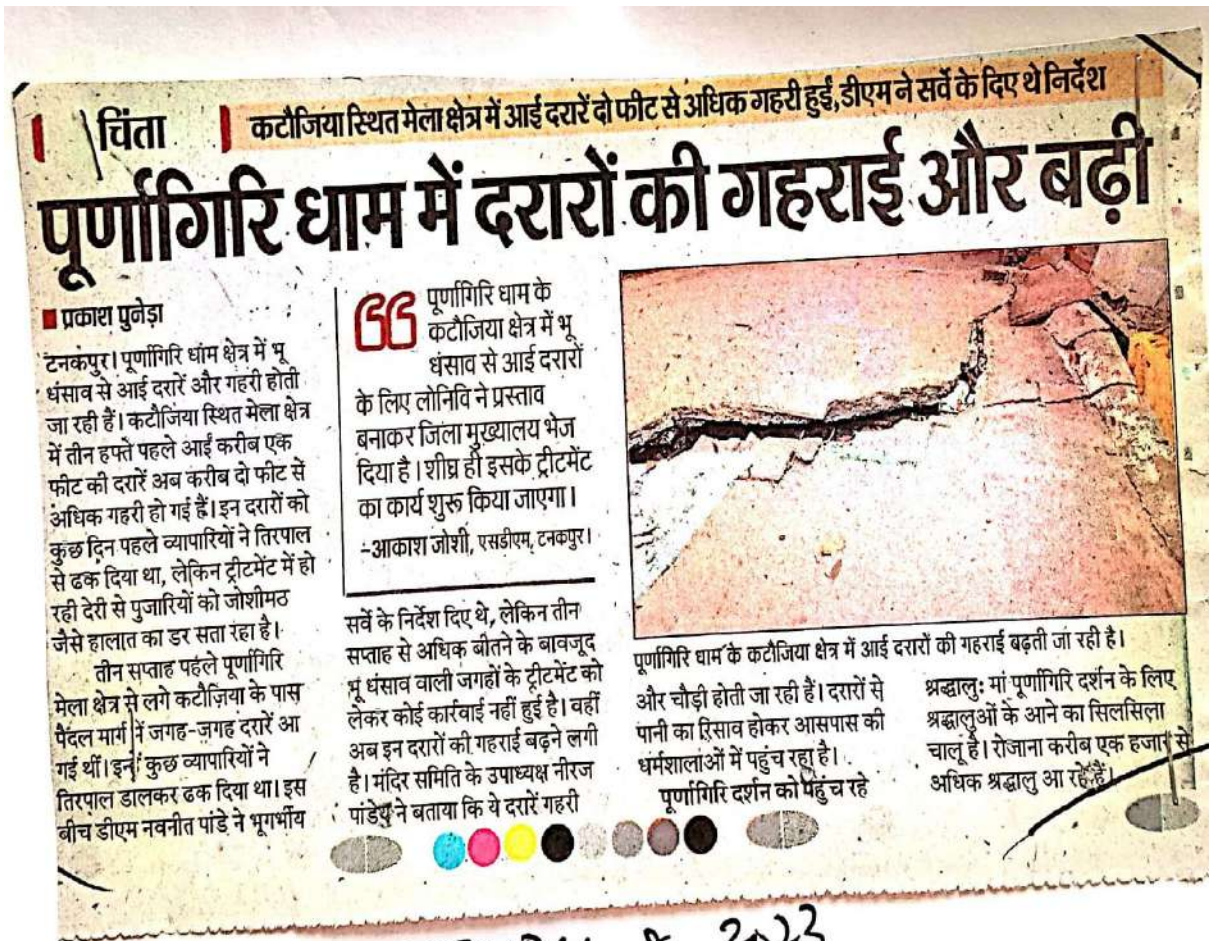 चिंता
कटौजिया स्थित मेला क्षेत्र में आई दरारें दो फीट से अधिक गहरी हुईं, डीएम ने सर्वे के दिए थे निर्देश
पूर्णागिरि धाम में दरारों की गहराई और बढ़ी
प्रकाश पुनेड़ा
टनकपुर। पूर्णागिरि धाम क्षेत्र में भू
धंसाव से आई दरारें और गहरी होती
जा रही हैं। कटौजिया स्थित मेला क्षेत्र
में तीन हफ्ते पहले आई करीब एक
फीट की दरारें अब करीब दो फीट से
अधिक गहरी हो गई हैं। इन दरारों को
कुछ दिन पहले व्यापारियों ने तिरपाल
से ढक दिया था, लेकिन ट्रीटमेंट में हो
रही देरी से पुजारियों को जोशीमठ
जैसे हालात का डर सता रहा है।
तीन सप्ताह पहले पूर्णागिरि
मेला क्षेत्र से लगे कटौजिया के पास
पैदल मार्ग में जगह-जगह दरारें आ
गई थीं। इन्हें कुछ व्यापारियों ने
तिरपाल डालकर ढक दिया था। इस
बीच डीएम नवनीत पांडे ने भूगर्भीय
पूर्णागिरि धाम के
कटौजिया क्षेत्र में भू
धंसाव से आई दरारों
के लिए लोनिवि ने प्रस्ताव
बनाकर जिला मुख्यालय भेज
दिया है। शीघ्र ही इसके ट्रीटमेंट
का कार्य शुरू किया जाएगा।
-आकाश जोशी, एसडीएम, टनकपुर।
सर्वे के निर्देश दिए थे, लेकिन तीन
सप्ताह से अधिक बीतने के बावजूद
भू धंसाव वाली जगहों के ट्रीटमेंट को
लेकर कोई कार्रवाई नहीं हुई है। वहीं
अब इन दरारों की गहराई बढ़ने लगी
है। मंदिर समिति के उपाध्यक्ष नीरज
पांडेय ने बताया कि ये दरारें गहरी
पूर्णागिरि धाम के कटौजिया क्षेत्र में आई दरारों की गहराई बढ़ती जा रही है।
और चौड़ी होती जा रही हैं। दरारों से
पानी का रिसाव होकर आसपास की
धर्मशालाओं में पहुंच रहा है।
पूर्णागिरि दर्शन को पहुंच रहे
श्रद्धालु: मां पूर्णागिरि दर्शन के लिए
श्रद्धालुओं के आने का सिलसिला
चालू है। रोजाना करीब एक हजार से
अधिक श्रद्धालु आ रहे हैं।
2023